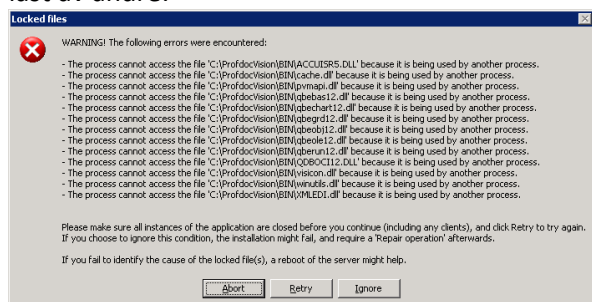 Locked files
WARNING! The following errors were encountered:
- The process cannot access the file 'C:\ProfdocVision\BIN\ACCUISR5.DLL' because it is being used by another process.
- The process cannot access the file 'C:\ProfdocVision\BIN\cache.dll' because it is being used by another process.
- The process cannot access the file 'C:\ProfdocVision\BIN\pvmapi.dll' because it is being used by another process.
- The process cannot access the file 'C:\ProfdocVision\BIN\qbebas12.dll' because it is being used by another process.
- The process cannot access the file 'C:\ProfdocVision\BIN\qbechart12.dll' because it is being used by another process.
- The process cannot access the file 'C:\ProfdocVision\BIN\qbegrd12.dll' because it is being used by another process.
- The process cannot access the file 'C:\ProfdocVision\BIN\qbeobj12.dll' because it is being used by another process.
- The process cannot access the file 'C:\ProfdocVision\BIN\qbeole12.dll' because it is being used by another process.
- The process cannot access the file 'C:\ProfdocVision\BIN\qberun12.dll' because it is being used by another process.
- The process cannot access the file 'C:\ProfdocVision\BIN\QDBOCI12.DLL' because it is being used by another process.
- The process cannot access the file 'C:\ProfdocVision\BIN\visicon.dll' because it is being used by another process.
- The process cannot access the file 'C:\ProfdocVision\BIN\winutils.dll' because it is being used by another process.
- The process cannot access the file 'C:\ProfdocVision\BIN\XMLEDI.dll' because it is being used by another process.
Please make sure all instances of the application are closed before you continue (including any clients), and click Retry to try again.
If you choose to ignore this condition, the installation might fail, and require a 'Repair operation' afterwards.
If you fail to identify the cause of the locked file(s), a reboot of the server might help.
Abort Retry Ignore